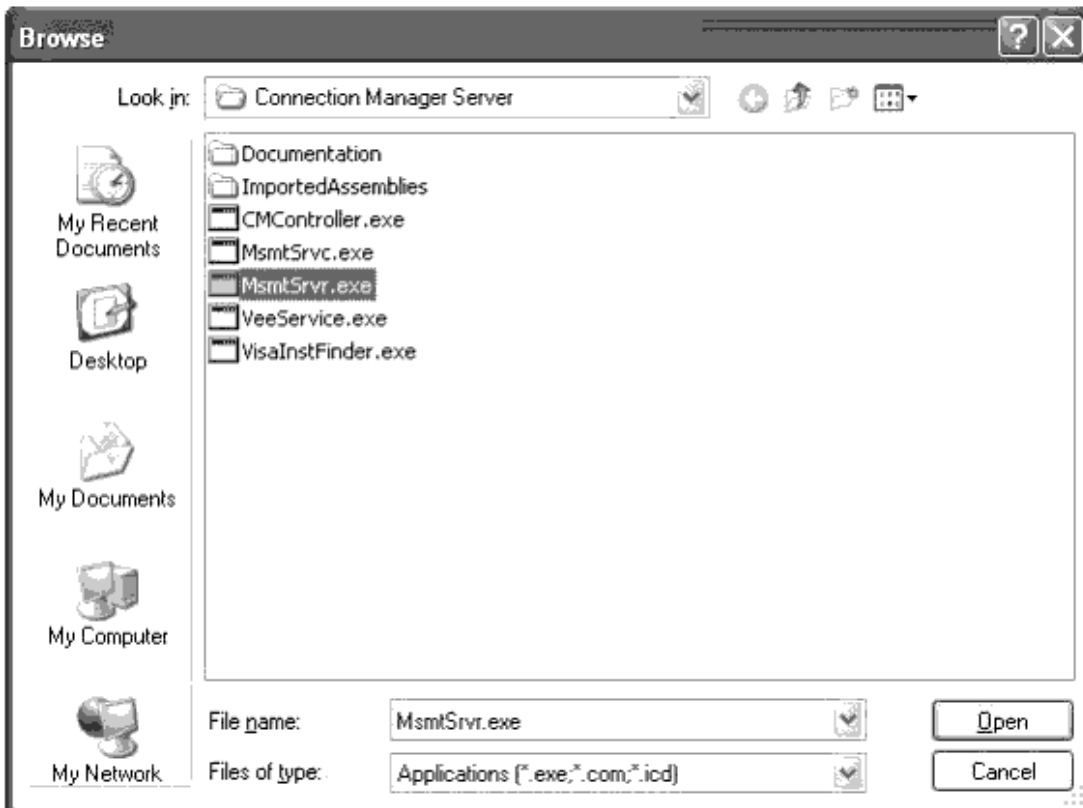 Browse
Look in: Connection Manager Server
My Recent Documents
Desktop
My Documents
My Computer
My Network
Documentation
ImportedAssemblies
CMController.exe
MsmtSrvc.exe
MsmtSrvr.exe
VeeService.exe
VisaInstFinder.exe
File name: MsmtSrvr.exe
Open
Files of type: Applications (*.exe;*.com;*.icd)
Cancel